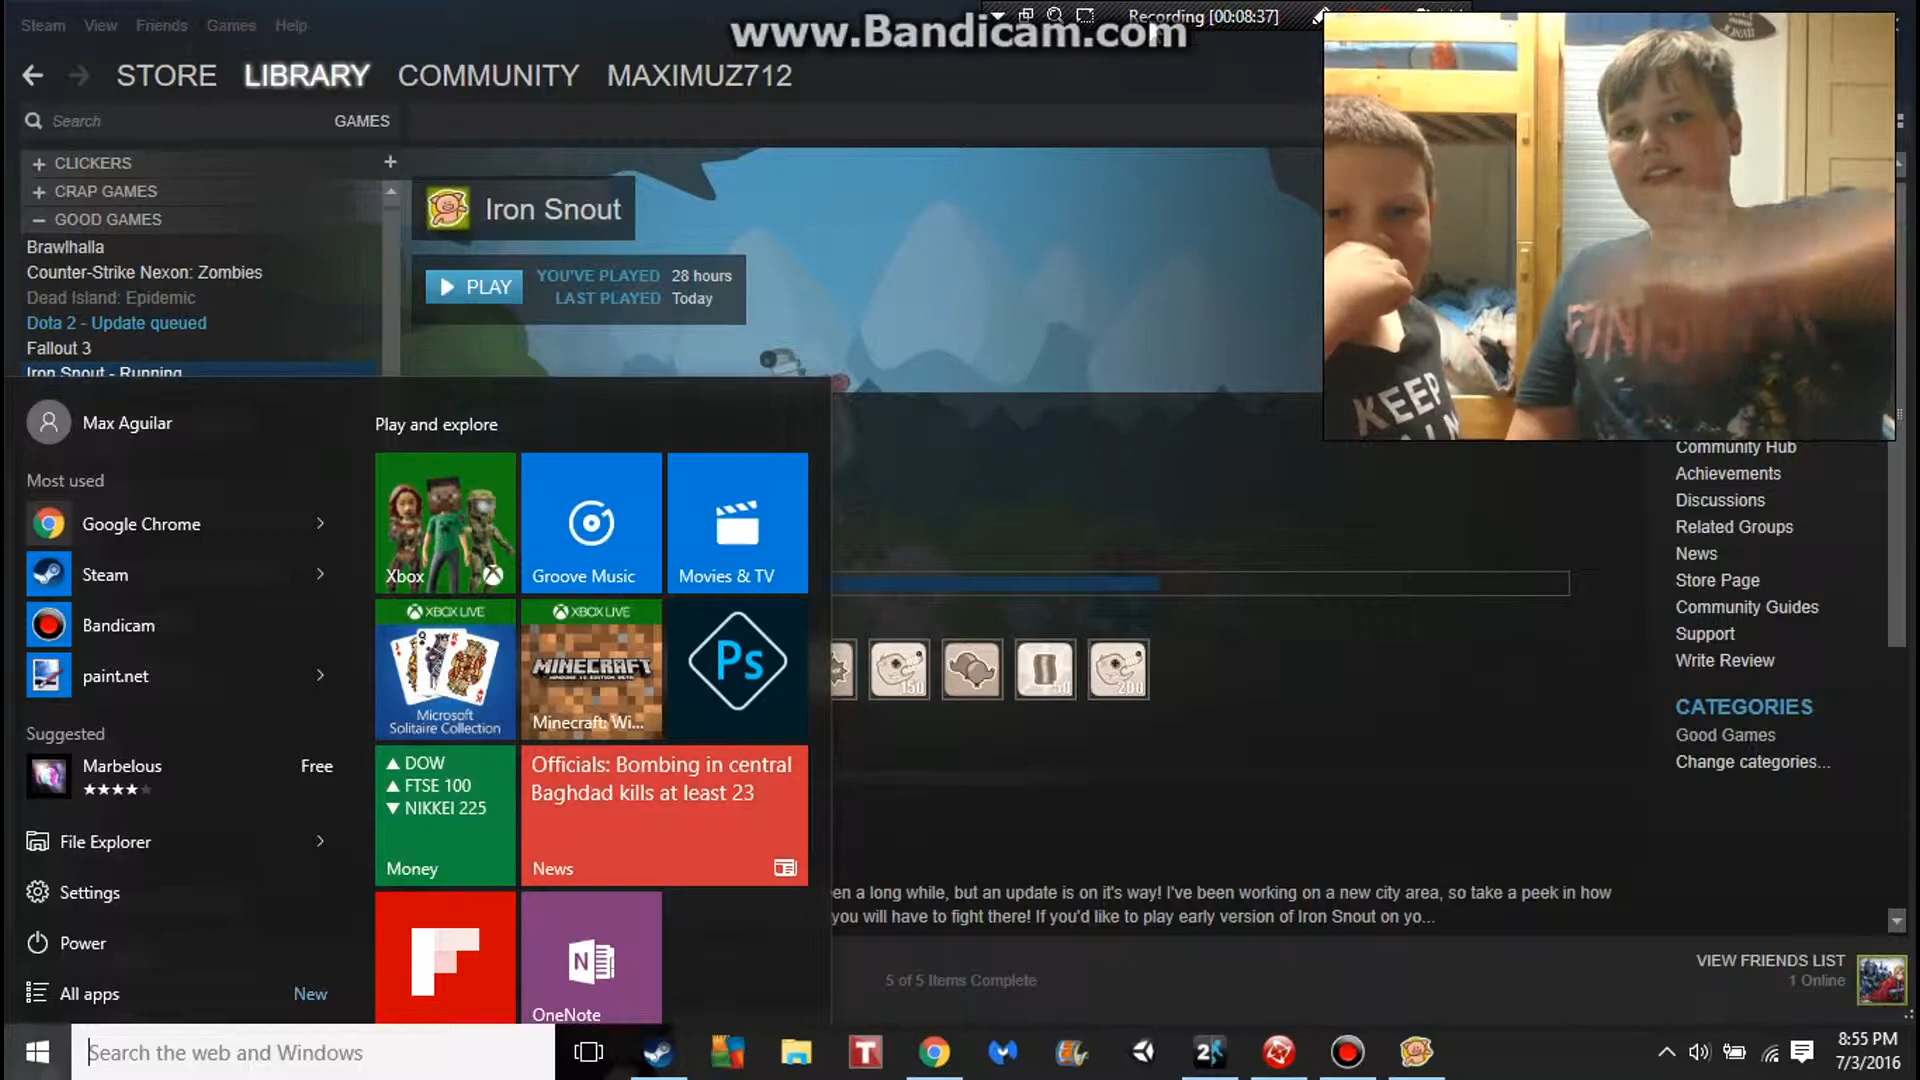 Steam View Friends Games Help
Recording [00:08:37]
www.Bandicam.com
STORE LIBRARY COMMUNITY MAXIMUZ712
Search
GAMES
CLICKERS
CRAP GAMES
GOOD GAMES
Brawlhalla
Counter-Strike Nexon: Zombies
Dead Island: Epidemic
Dota 2 - Update queued
Fallout 3
Iron Snout - Running
Iron Snout
PLAY
YOU'VE PLAYED 28 hours
LAST PLAYED Today
KEEP
Community Hub
Achievements
Discussions
Related Groups
News
Store Page
Community Guides
Support
Write Review
CATEGORIES
Good Games
Change categories...
Max Aguilar
Most used
Google Chrome
Steam
Bandicam
paint.net
Suggested
Marbelous Free
File Explorer
Settings
Power
All apps New
Play and explore
Xbox
Groove Music
Movies & TV
XBOX LIVE
Microsoft
Solitaire Collection
XBOX LIVE
MINECRAFT
WINDOWS 10 EDITION BETA
Minecraft: Wi...
Ps
DOW
FTSE 100
NIKKEI 225
Money
Officials: Bombing in central
Baghdad kills at least 23
News
OneNote
150
50
200
en a long while, but an update is on it's way! I've been working on a new city area, so take a peek in how
you will have to fight there! If you'd like to play early version of Iron Snout on yo...
5 of 5 Items Complete
VIEW FRIENDS LIST
1 Online
Search the web and Windows
8:55 PM
7/3/2016